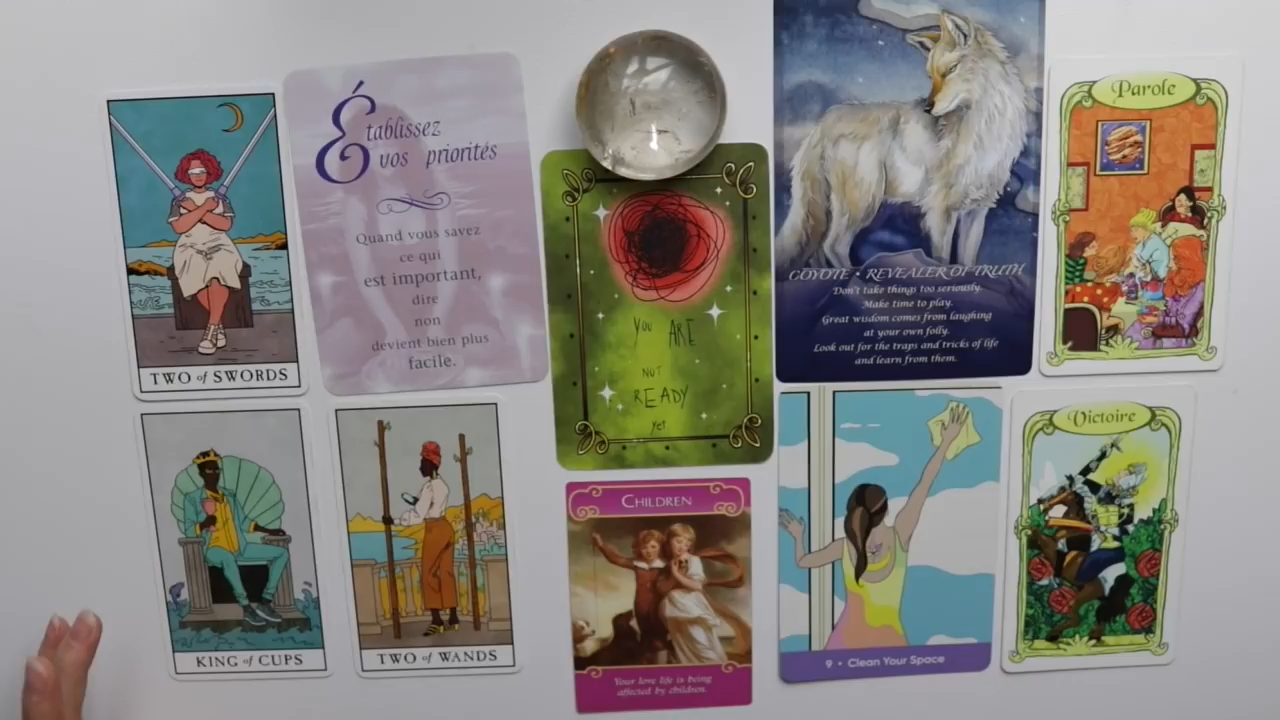 TWO of SWORDS
Établissez
vos priorités
Quand vous savez
ce qui
est important,
dire
non
devient bien plus
facile.
YOU ARE
NOT
READY
yet
COYOTE • REVEALER OF TRUTH
Don't take things too seriously.
Make time to play.
Great wisdom comes from laughing
at your own folly.
Look out for the traps and tricks of life
and learn from them.
Parole
KING of CUPS
TWO of WANDS
CHILDREN
Your love life is being
affected by children.
9 • Clean Your Space
Victoire